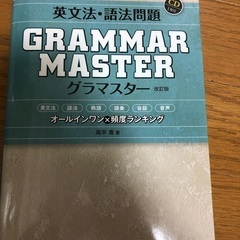 英文法・語法問題
CD
GRAMMAR
MASTER
グラマスター 改訂版
英文法 語法 熟語 語彙 会話 音声
オールインワン×頻度ランキング